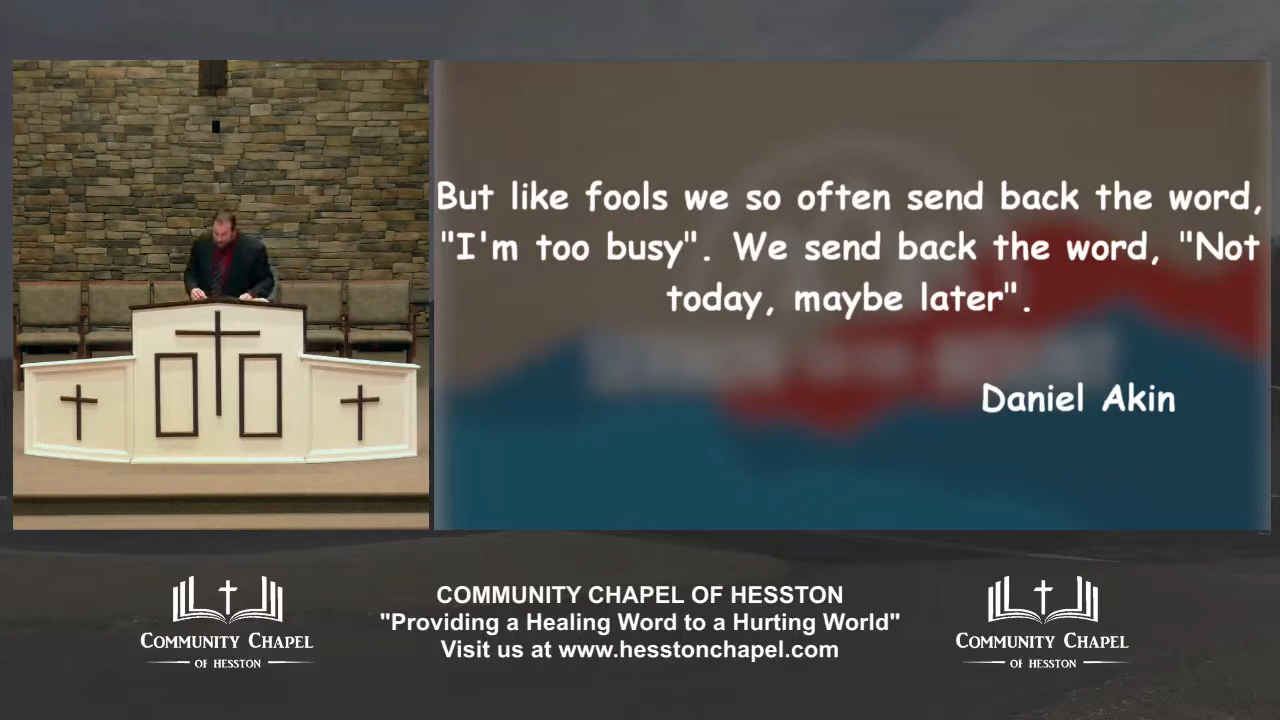 But like fools we so often send back the word,
"I'm too busy". We send back the word, "Not
today, maybe later".
Daniel Akin
COMMUNITY CHAPEL OF HESSTON
"Providing a Healing Word to a Hurting World"
Visit us at www.hesstonchapel.com
COMMUNITY CHAPEL
OF HESSTON
COMMUNITY CHAPEL
OF HESSTON